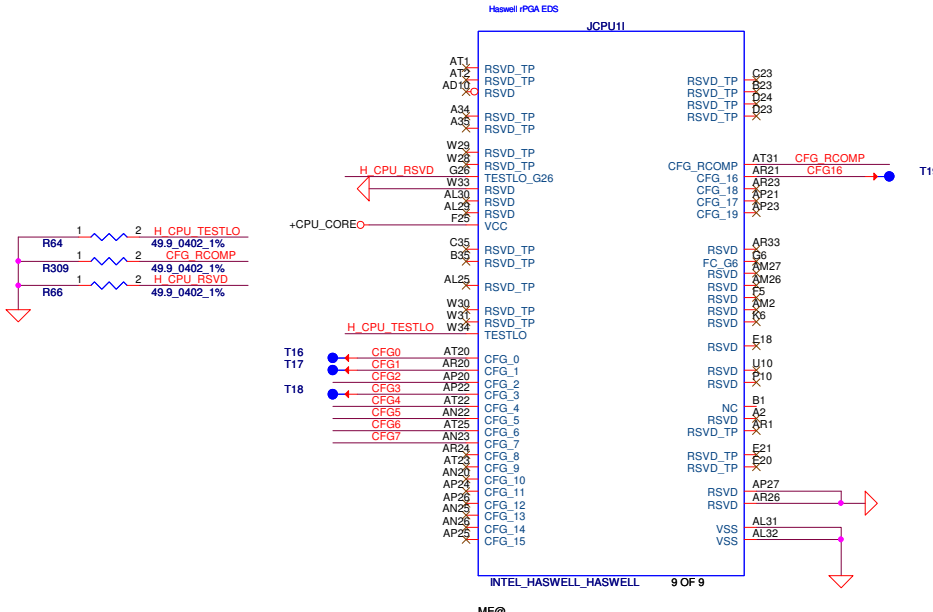 Haswell rPGA EDS
JCPU1I
AT1 RSVD_TP
AT2 RSVD_TP
AD10 RSVD
A34 RSVD_TP
A35 RSVD_TP
W29 RSVD_TP
W28 RSVD_TP
H_CPU_RSVD G26 TESTLO_G26
W33 RSVD
AL30 RSVD
AL29 RSVD
+CPU_CORE F25 VCC
C35 RSVD_TP
B35 RSVD_TP
AL25 RSVD_TP
W30 RSVD_TP
W31 RSVD_TP
H_CPU_TESTLO W34 TESTLO
T16 CFG0 AT20 CFG_0
T17 CFG1 AR20 CFG_1
CFG2 AP20 CFG_2
T18 CFG3 AP22 CFG_3
CFG4 AT22 CFG_4
CFG5 AN22 CFG_5
CFG6 AT25 CFG_6
CFG7 AN23 CFG_7
AR24 CFG_8
AT23 CFG_9
AN20 CFG_10
AP24 CFG_11
AP26 CFG_12
AN25 CFG_13
AN26 CFG_14
AP25 CFG_15
RSVD_TP C23
RSVD_TP B23
RSVD_TP D24
RSVD_TP D23
CFG_RCOMP AT31 CFG_RCOMP
CFG_16 AR21 CFG16
CFG_18 AR23
CFG_17 AP21
CFG_19 AP23
RSVD AR33
FC_G6 G6
RSVD AM27
RSVD AM26
RSVD F5
RSVD AM2
RSVD K6
RSVD E18
RSVD U10
RSVD P10
NC B1
RSVD A2
RSVD_TP AR1
RSVD_TP E21
RSVD_TP E20
RSVD AP27
RSVD AR26
VSS AL31
VSS AL32
1 2 H_CPU_TESTLO
R64 49.9_0402_1%
1 2 CFG_RCOMP
R309 49.9_0402_1%
1 2 H_CPU_RSVD
R66 49.9_0402_1%
INTEL_HASWELL_HASWELL 9 OF 9